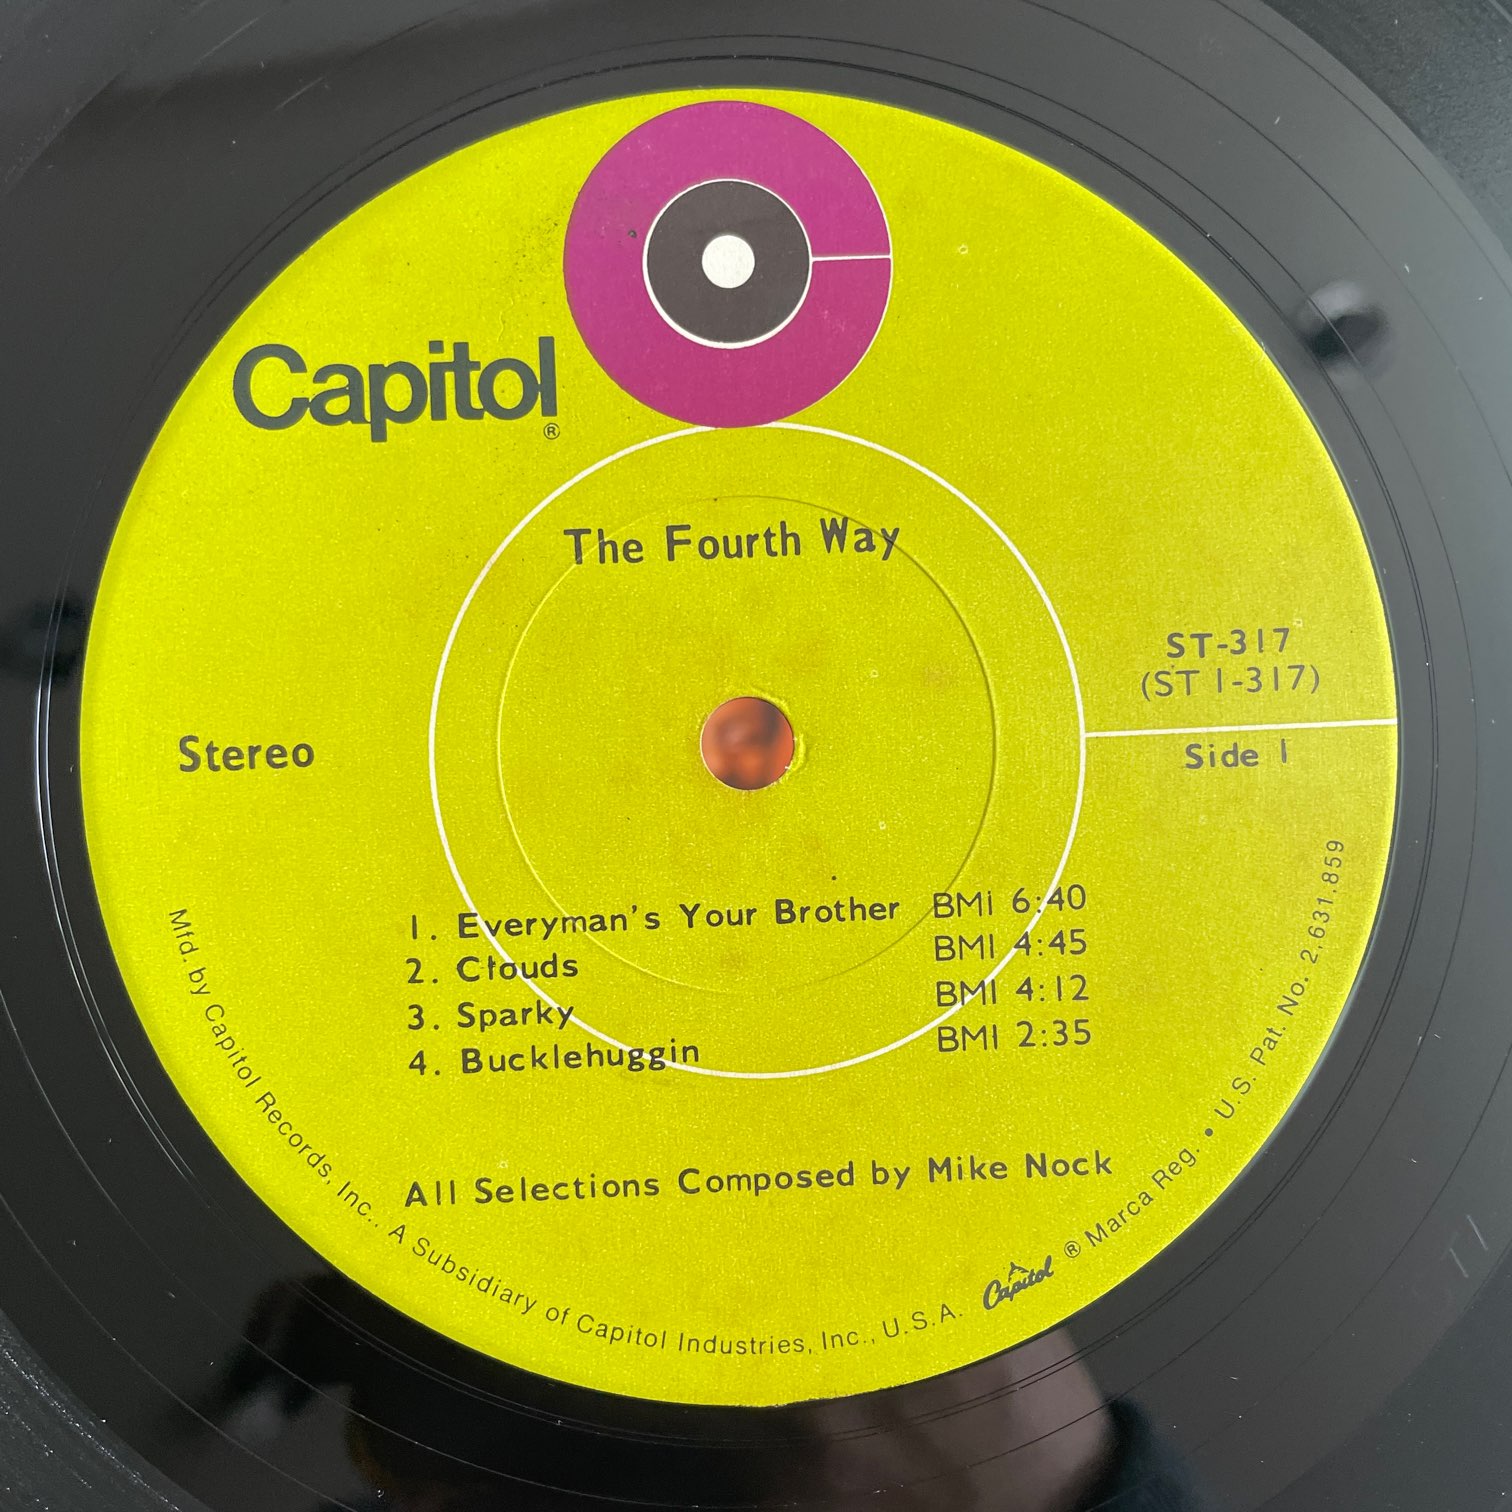 Capitol®
The Fourth Way
ST-317
(ST 1-317)
Stereo
Side 1
1. Everyman's Your Brother BMI 6:40
2. Clouds BMI 4:45
3. Sparky BMI 4:12
4. Bucklehuggin BMI 2:35
All Selections Composed by Mike Nock
Mfd. by Capitol Records, Inc., A Subsidiary of Capitol Industries, Inc., U.S.A. Capitol ® Marca Reg. • U.S. Pat. No. 2,631,859